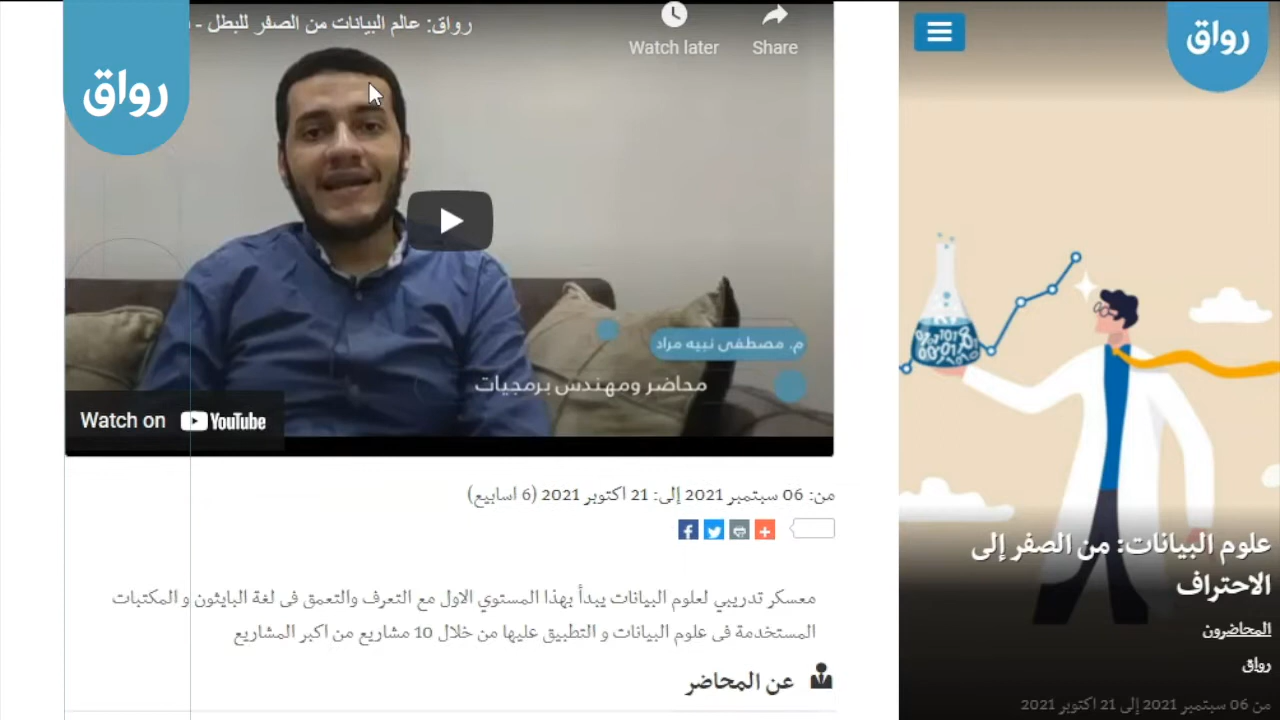 رواق: عالم البيانات من الصفر للبطل -
Watch later
Share
رواق
م. مصطفى نبيه مراد
محاضر ومهندس برمجيات
Watch on YouTube
من: 06 سبتمبر 2021 إلى: 21 اكتوبر 2021 (6 اسابيع)
معسكر تدريبي لعلوم البيانات يبدأ بهذا المستوي الاول مع التعرف والتعمق فى لغة البايثون و المكتبات
المستخدمة فى علوم البيانات و التطبيق عليها من خلال 10 مشاريع من اكبر المشاريع
عن المحاضر
رواق
علوم البيانات: من الصفر إلى
الاحتراف
المحاضرون
رواق
من 06 سبتمبر 2021 إلى 21 اكتوبر 2021